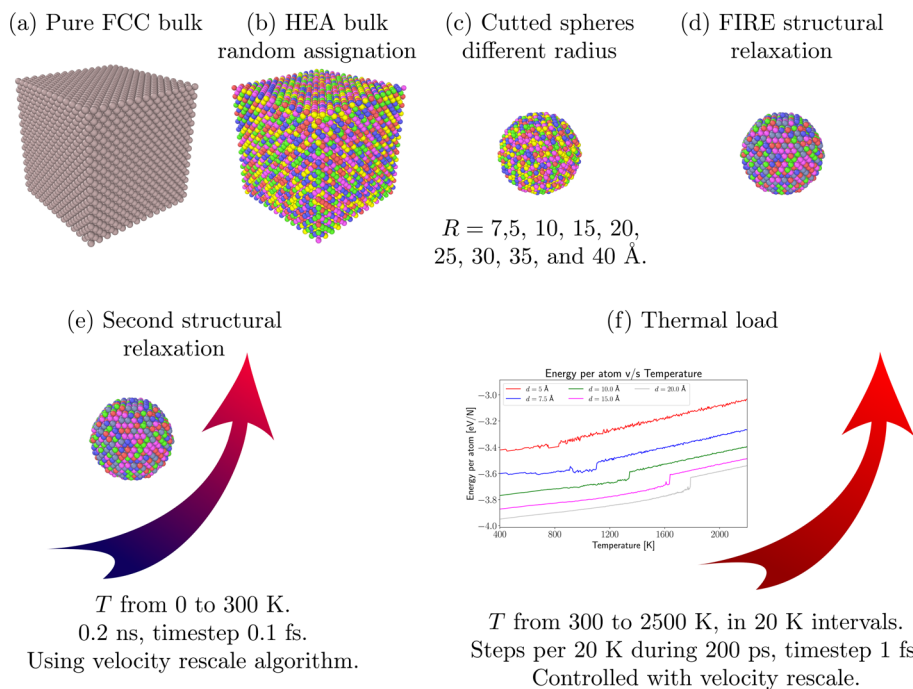 (a) Pure FCC bulk
(b) HEA bulk
random assignation
(c) Cutted spheres
different radius
(d) FIRE structural
relaxation
R = 7,5, 10, 15, 20,
25, 30, 35, and 40 Å.
(e) Second structural
relaxation
T from 0 to 300 K.
0.2 ns, timestep 0.1 fs.
Using velocity rescale algorithm.
(f) Thermal load
Energy per atom v/s Temperature
d = 5 Å
d = 10.0 Å
d = 20.0 Å
d = 7.5 Å
d = 15.0 Å
Energy per atom [eV/N]
−3.0
−3.2
−3.4
−3.6
−3.8
−4.0
400
800
1200
1600
2000
Temperature [K]
T from 300 to 2500 K, in 20 K intervals.
Steps per 20 K during 200 ps, timestep 1 fs
Controlled with velocity rescale.